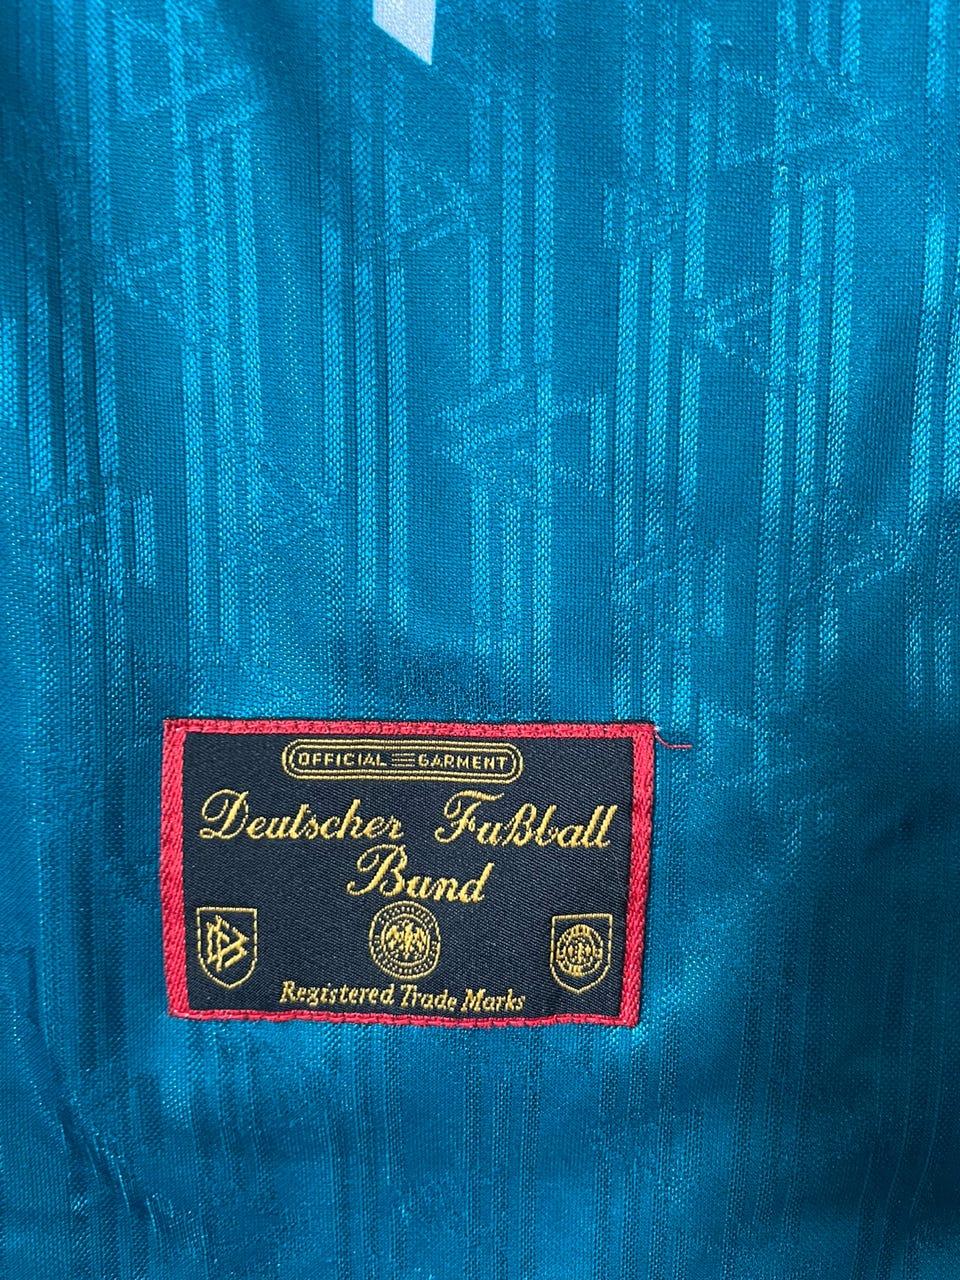 OFFICIAL GARMENT
Deutscher Fußball
Bund
Registered Trade Marks